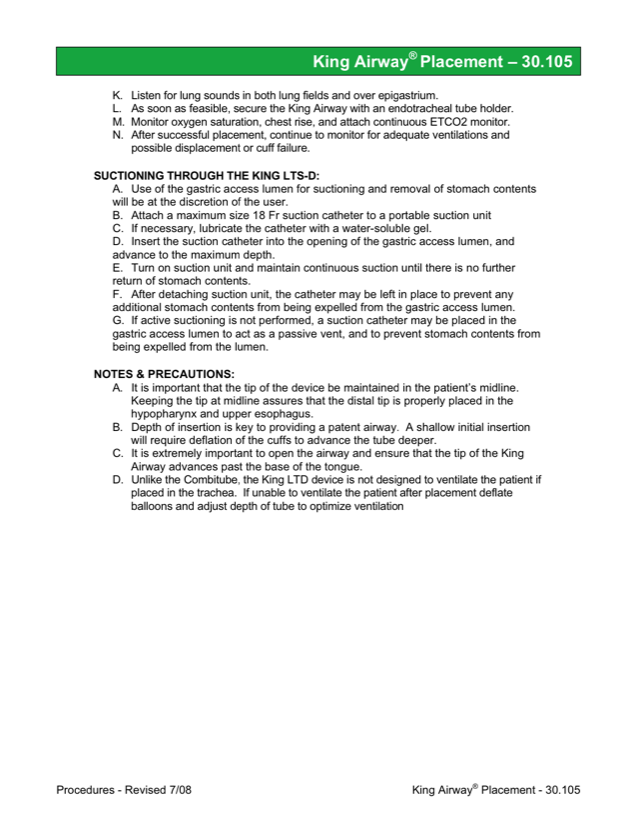 King Airway® Placement – 30.105
K. Listen for lung sounds in both lung fields and over epigastrium.
L. As soon as feasible, secure the King Airway with an endotracheal tube holder.
M. Monitor oxygen saturation, chest rise, and attach continuous ETCO2 monitor.
N. After successful placement, continue to monitor for adequate ventilations and
possible displacement or cuff failure.
SUCTIONING THROUGH THE KING LTS-D:
A. Use of the gastric access lumen for suctioning and removal of stomach contents
will be at the discretion of the user.
B. Attach a maximum size 18 Fr suction catheter to a portable suction unit
C. If necessary, lubricate the catheter with a water-soluble gel.
D. Insert the suction catheter into the opening of the gastric access lumen, and
advance to the maximum depth.
E. Turn on suction unit and maintain continuous suction until there is no further
return of stomach contents.
F. After detaching suction unit, the catheter may be left in place to prevent any
additional stomach contents from being expelled from the gastric access lumen.
G. If active suctioning is not performed, a suction catheter may be placed in the
gastric access lumen to act as a passive vent, and to prevent stomach contents from
being expelled from the lumen.
NOTES & PRECAUTIONS:
A. It is important that the tip of the device be maintained in the patient's midline.
Keeping the tip at midline assures that the distal tip is properly placed in the
hypopharynx and upper esophagus.
B. Depth of insertion is key to providing a patent airway. A shallow initial insertion
will require deflation of the cuffs to advance the tube deeper.
C. It is extremely important to open the airway and ensure that the tip of the King
Airway advances past the base of the tongue.
D. Unlike the Combitube, the King LTD device is not designed to ventilate the patient if
placed in the trachea. If unable to ventilate the patient after placement deflate
balloons and adjust depth of tube to optimize ventilation
Procedures - Revised 7/08
King Airway® Placement - 30.105